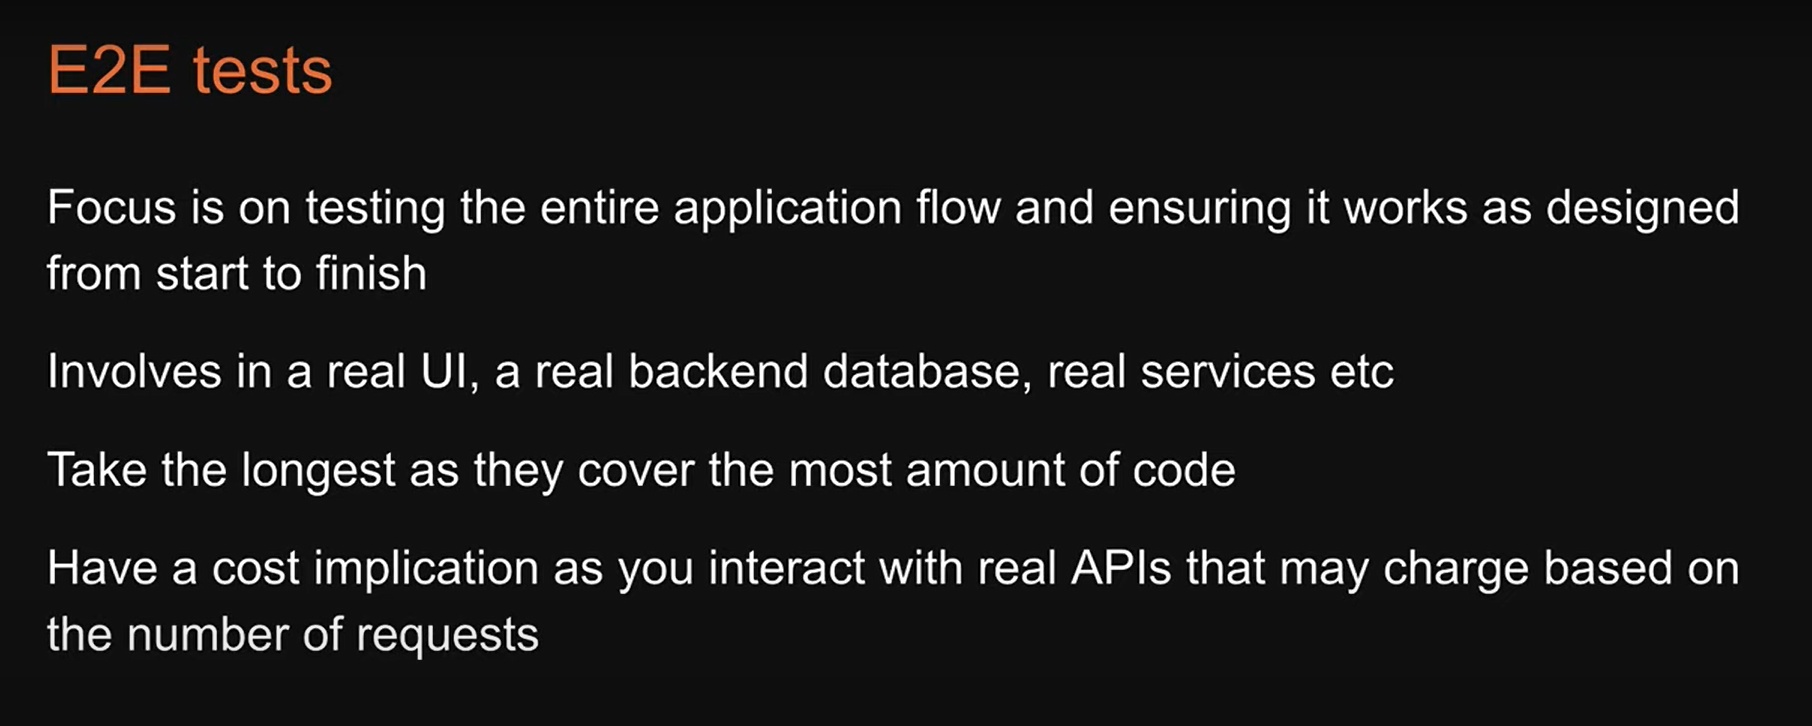 E2E tests
Focus is on testing the entire application flow and ensuring it works as designed
from start to finish
Involves in a real UI, a real backend database, real services etc
Take the longest as they cover the most amount of code
Have a cost implication as you interact with real APIs that may charge based on
the number of requests